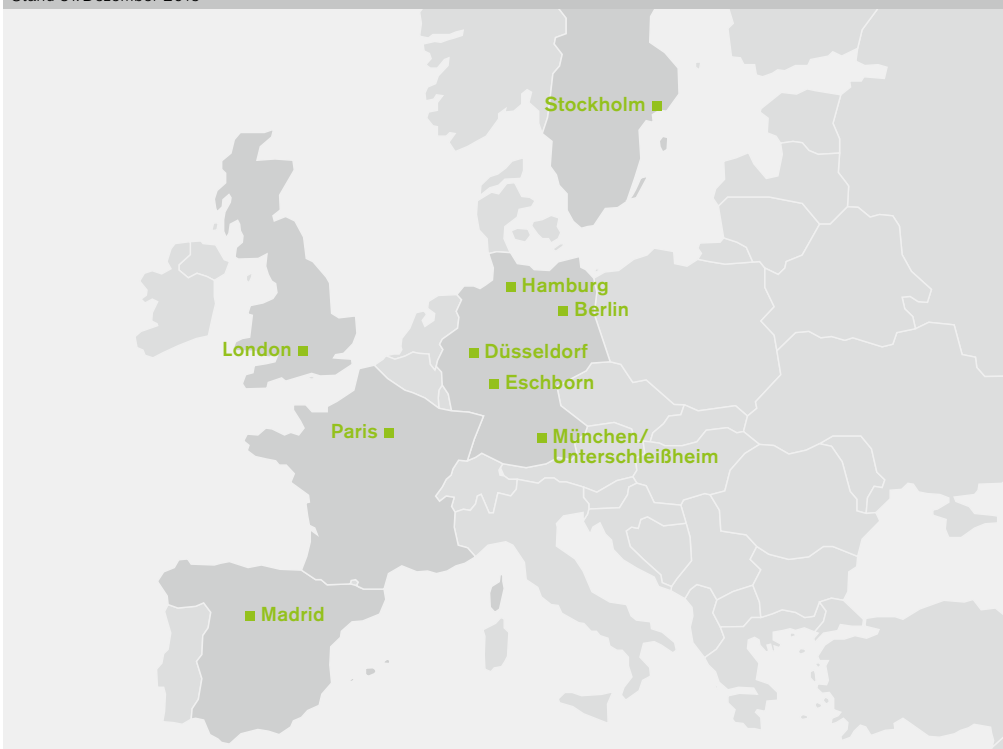 Stockholm
Hamburg
Berlin
London
Düsseldorf
Eschborn
Paris
München/
Unterschleißheim
Madrid